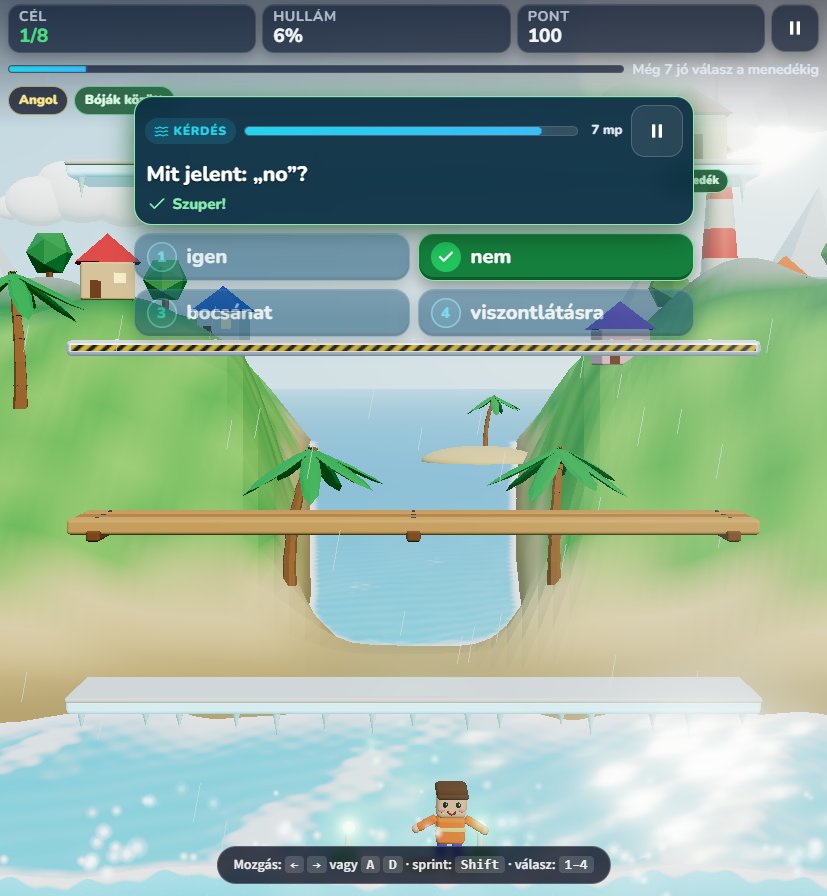 CÉL
1/8
HULLÁM
6%
PONT
100
Még 7 jó válasz a menedékig
Angol
Bóják
KÉRDÉS
7 mp
Mit jelent: „no”?
Szuper!
1 igen
nem
3 bocsánat
4 viszontlátásra
Mozgás: ← → vagy A D · sprint: Shift · válasz: 1–4